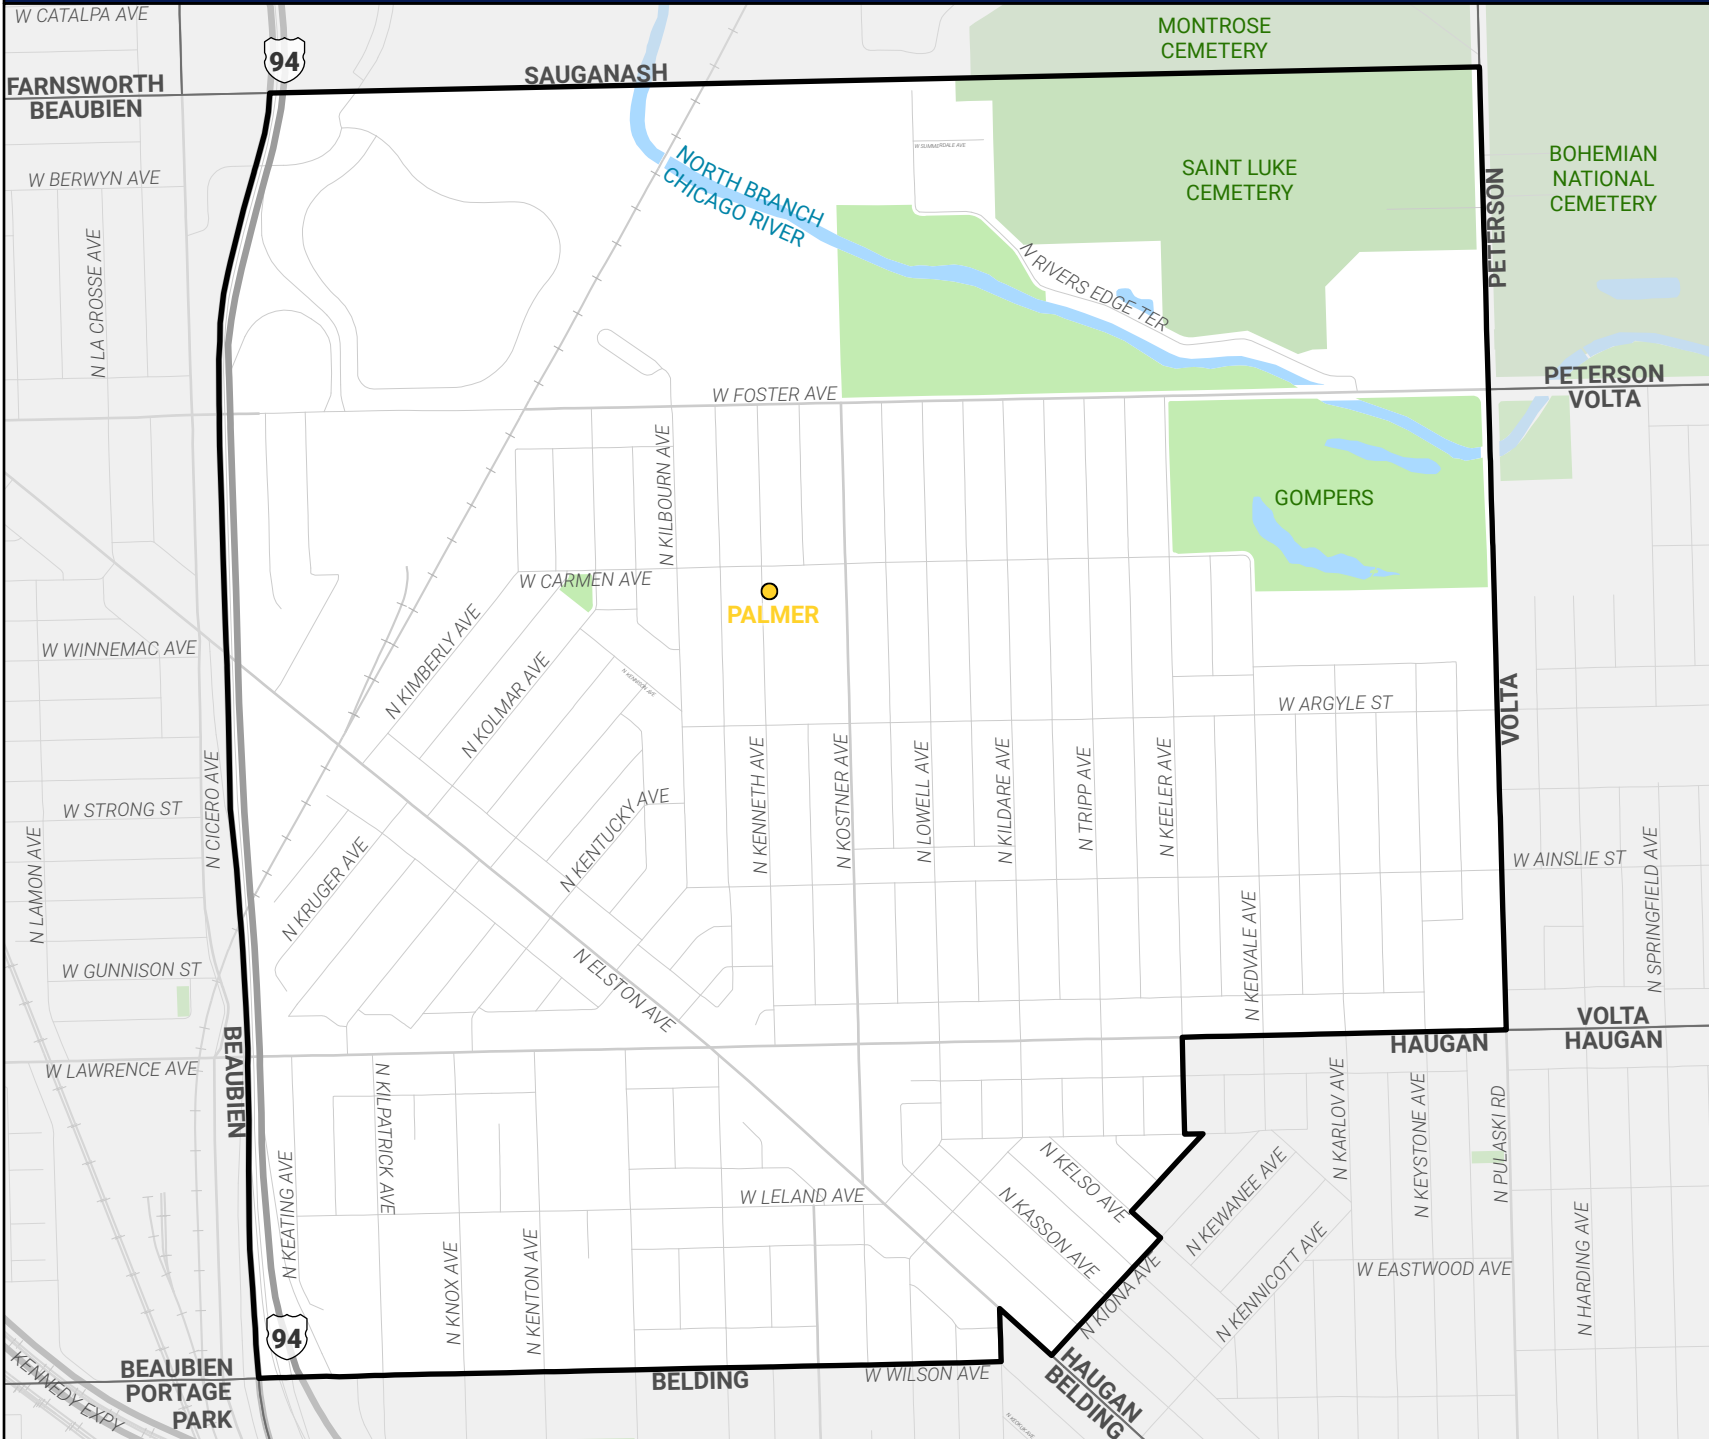 W CATALPA AVE
94
MONTROSE
CEMETERY
SAUGANASH
FARNSWORTH
BEAUBIEN
W SUMMERDALE AVE
NORTH BRANCH
CHICAGO RIVER
SAINT LUKE
CEMETERY
BOHEMIAN
NATIONAL
CEMETERY
W BERWYN AVE
PETERSON
N LA CROSSE AVE
N RIVERS EDGE TER
W FOSTER AVE
PETERSON
VOLTA
N KILBOURN AVE
GOMPERS
W CARMEN AVE
PALMER
N KIMBERLY AVE
W WINNEMAC AVE
N KOLMAR AVE
N KENNISON AVE
W ARGYLE ST
VOLTA
N CICERO AVE
W STRONG ST
N LAMON AVE
N KRUGER AVE
N KENTUCKY AVE
N KENNETH AVE
N KOSTNER AVE
N LOWELL AVE
N KILDARE AVE
N TRIPP AVE
N KEELER AVE
W AINSLIE ST
N SPRINGFIELD AVE
N KEDVALE AVE
W GUNNISON ST
N ELSTON AVE
VOLTA
HAUGAN
HAUGAN
BEAUBIEN
W LAWRENCE AVE
N KILPATRICK AVE
N KARLOV AVE
N KEYSTONE AVE
N PULASKI RD
N KEATING AVE
N KELSO AVE
N KASSON AVE
N KEWANEE AVE
W LELAND AVE
N KNOX AVE
N KENTON AVE
N KIONA AVE
N KENNICOTT AVE
W EASTWOOD AVE
N HARDING AVE
94
KENNEDY EXPY
BEAUBIEN
PORTAGE
PARK
BELDING
W WILSON AVE
HAUGAN
BELDING
N KEOKUK AVE